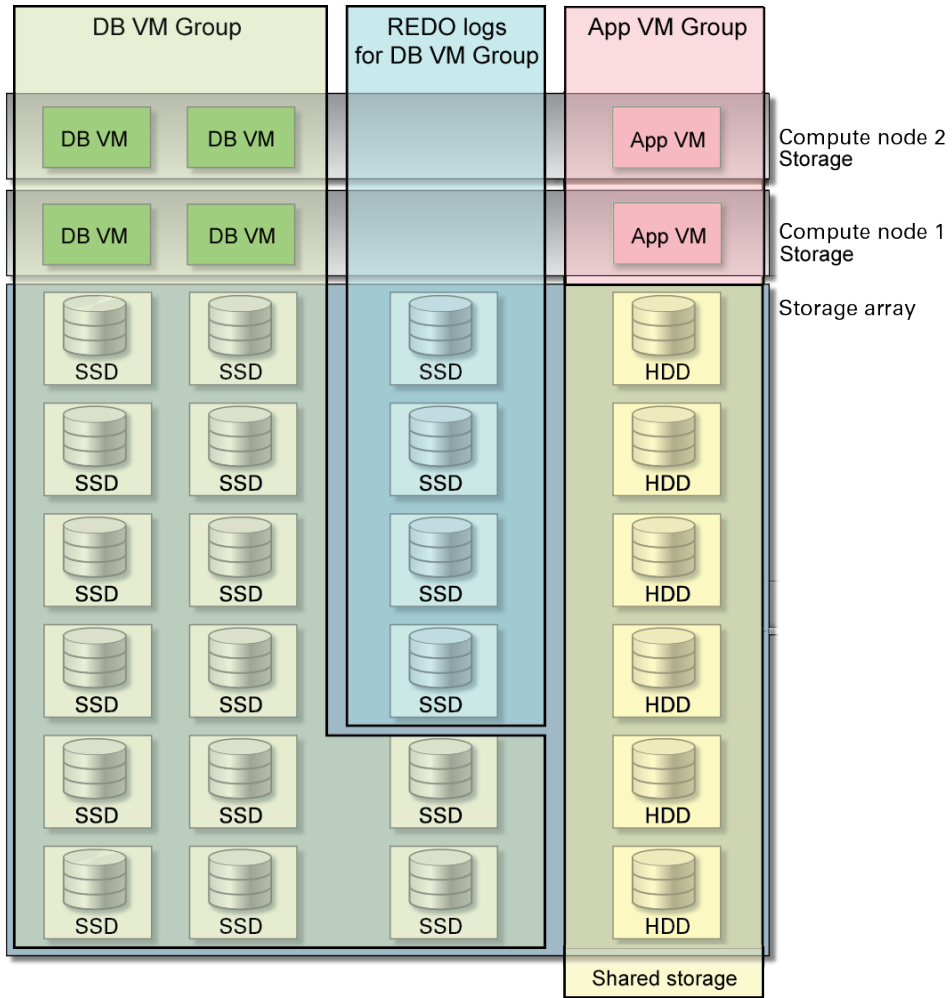 DB VM Group
REDO logs
for DB VM Group
App VM Group
DB VM
DB VM
App VM
Compute node 2
Storage
DB VM
DB VM
App VM
Compute node 1
Storage
Storage array
SSD
SSD
SSD
HDD
SSD
SSD
SSD
HDD
SSD
SSD
SSD
HDD
SSD
SSD
SSD
HDD
SSD
SSD
SSD
HDD
SSD
SSD
SSD
HDD
Shared storage